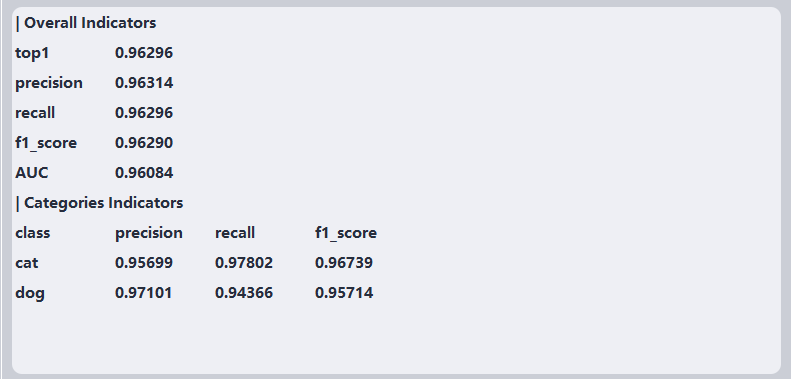 | Overall Indicators
top1 0.96296
precision 0.96314
recall 0.96296
f1_score 0.96290
AUC 0.96084
| Categories Indicators
class precision recall f1_score
cat 0.95699 0.97802 0.96739
dog 0.97101 0.94366 0.95714